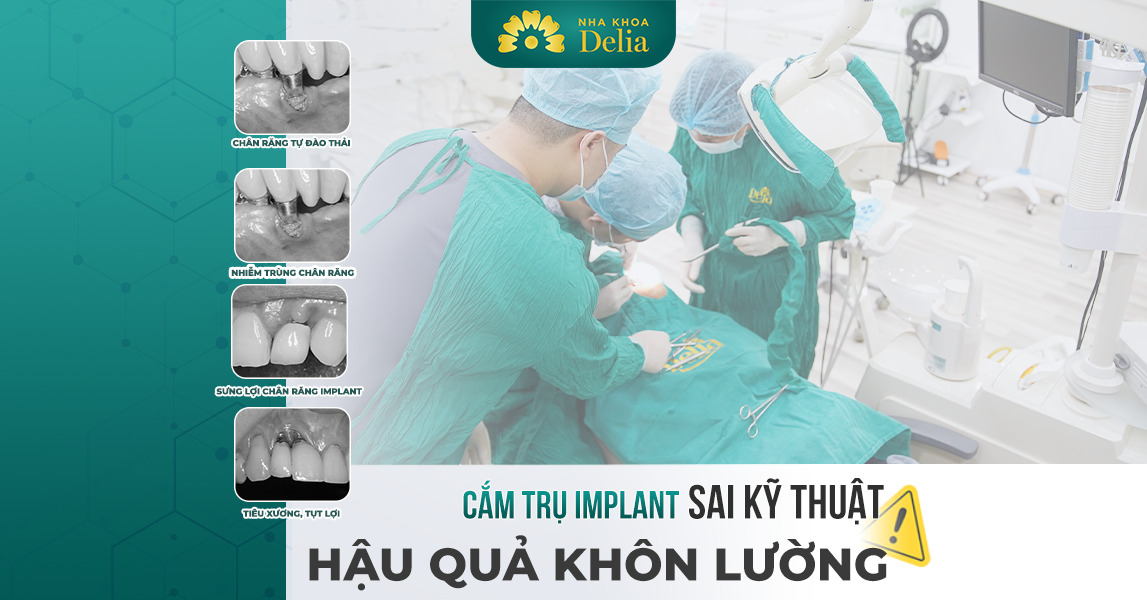 NHA KHOA
Delia
CHÂN RĂNG TỰ ĐÀO THẢI
NHIỄM TRÙNG CHÂN RĂNG
SƯNG LỢI CHÂN RĂNG IMPLANT
TIÊU XƯƠNG, TỤT LỢI
CẮM TRỤ IMPLANT SAI KỸ THUẬT
HẬU QUẢ KHÔN LƯỜNG